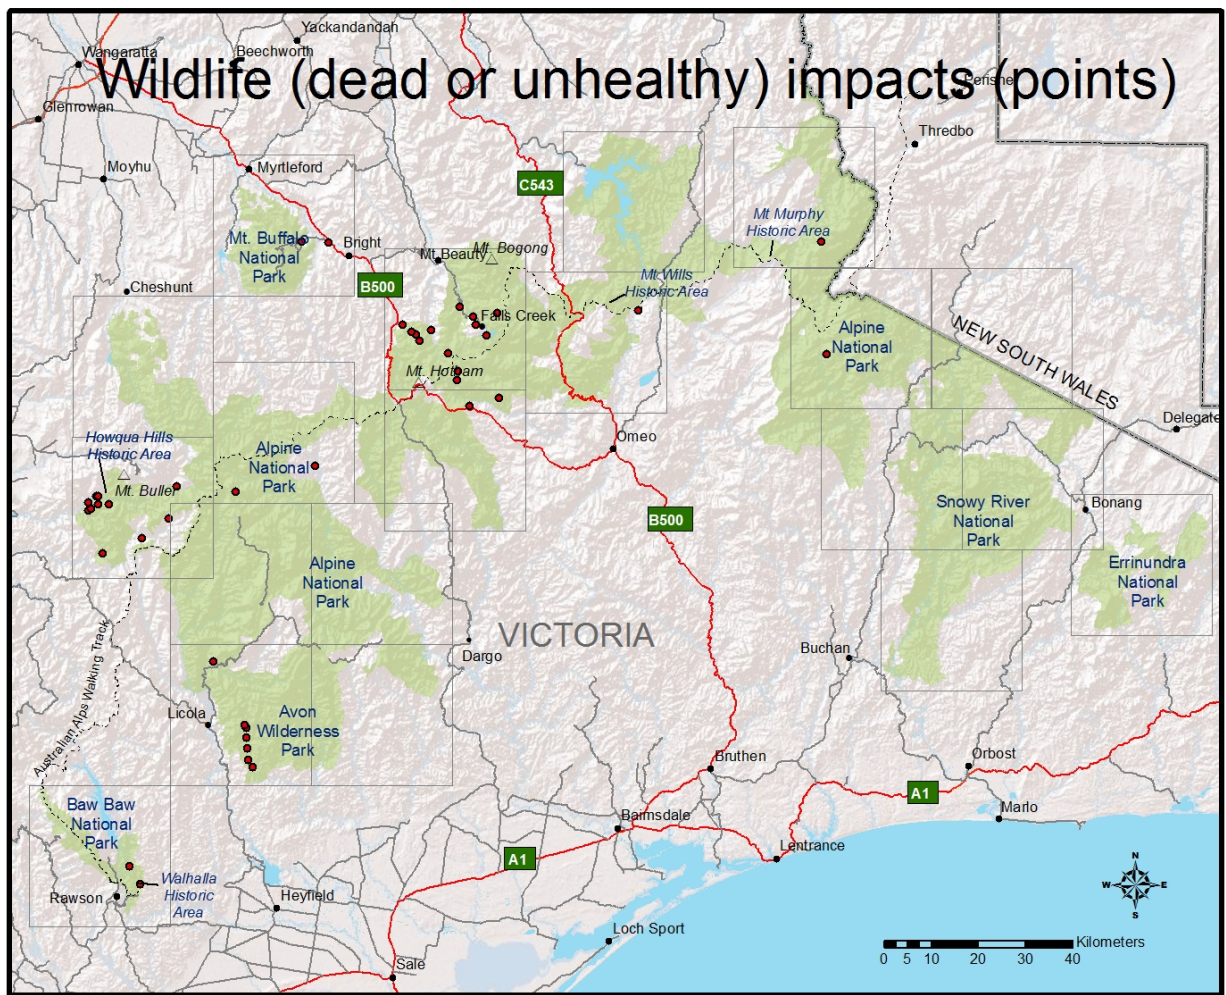 Yackandandah
Wangaratta
Beechworth
Wildlife (dead or unhealthy) impacts (points)
Perisher
Glenrowan
Thredbo
Moyhu
Myrtleford
C543
Mt Murphy
Historic Area
Mt. Buffalo
National
Park
Bright
Mt. Beauty
Mt. Bogong
Cheshunt
B500
Mt Wills
Historic Area
Falls Creek
NEW SOUTH WALES
Alpine
National
Park
Mt. Hotham
Delegate
Howqua Hills
Historic Area
Omeo
Alpine
National
Park
Mt. Buller
Snowy River
National
Park
Bonang
B500
Alpine
National
Park
Errinundra
National
Park
VICTORIA
Dargo
Buchan
Australian Alps Walking Track
Licola
Avon
Wilderness
Park
Bruthen
Orbost
A1
Baw Baw
National
Park
Marlo
Bairnsdale
Lentrance
A1
N
W
E
S
Walhalla
Historic
Area
Rawson
Heyfield
Loch Sport
Kilometers
0 5 10 20 30 40
Sale